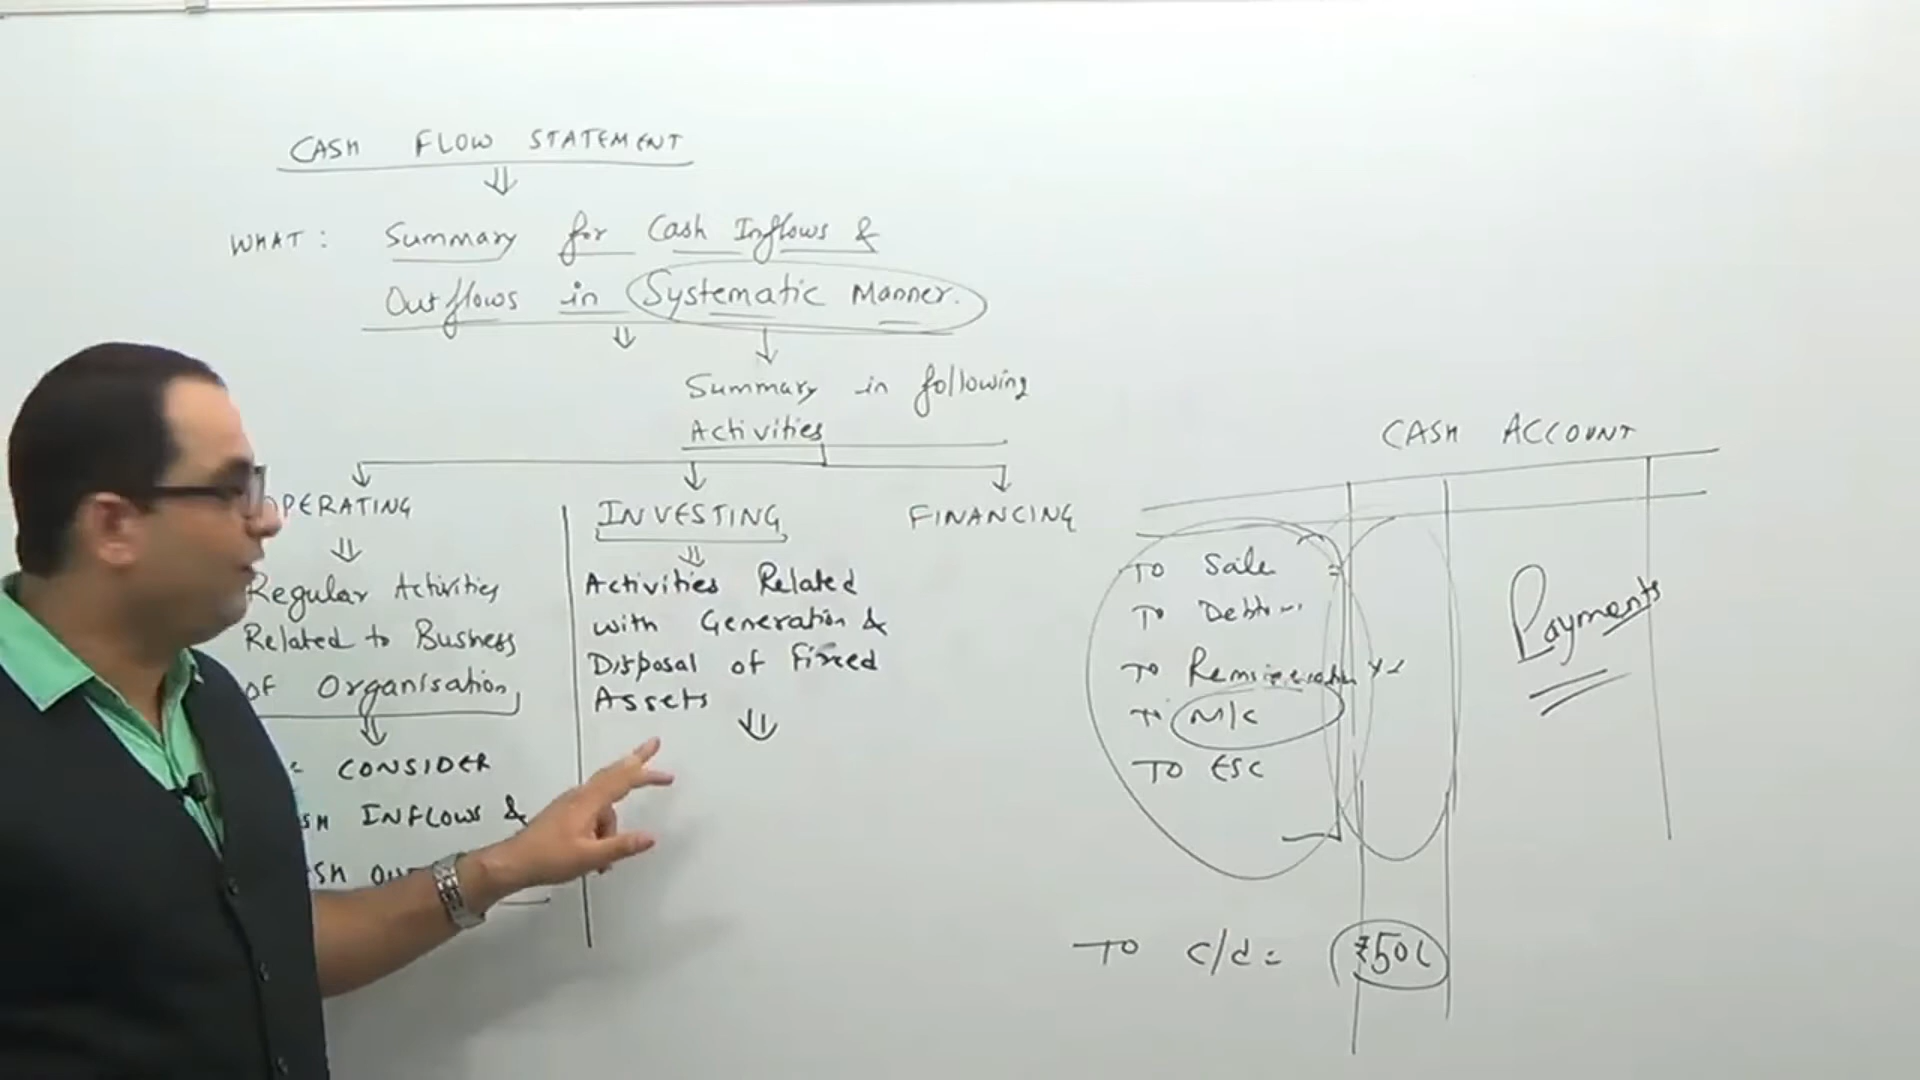 CASH FLOW STATEMENT
WHAT: Summary for Cash Inflows &
Outflows in Systematic Manner.
Summary in following
Activities
OPERATING
Regular Activities
Related to Business
of Organisation
CONSIDER
INFLOWS &
INVESTING
Activities Related
with Generation &
Disposal of Fixed
Assets
FINANCING
CASH ACCOUNT
TO Sale
TO
TO
To M/C
TO ESC
Payments
TO c/d = ₹50L